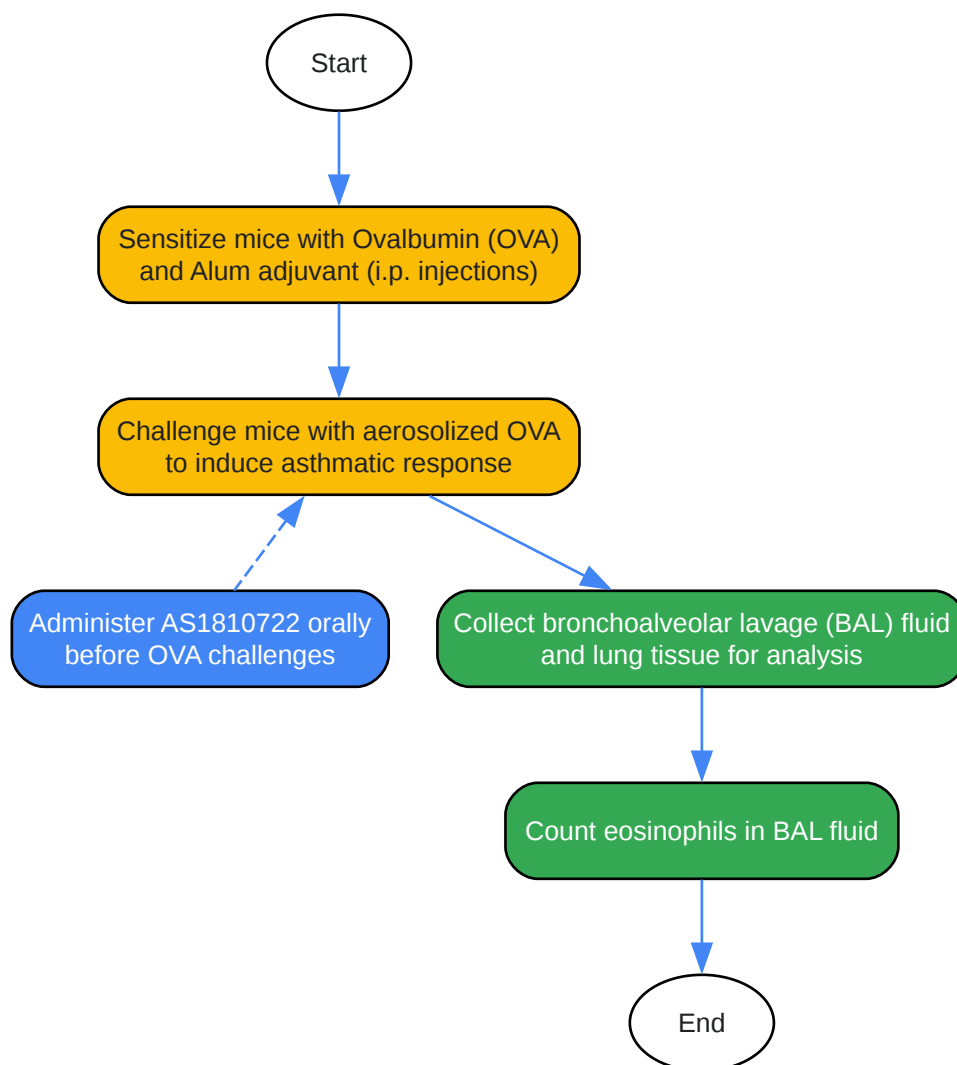 Start
Sensitize mice with Ovalbumin (OVA)
and Alum adjuvant (i.p. injections)
Challenge mice with aerosolized OVA
to induce asthmatic response
Administer AS1810722 orally
before OVA challenges
Collect bronchoalveolar lavage (BAL) fluid
and lung tissue for analysis
Count eosinophils in BAL fluid
End